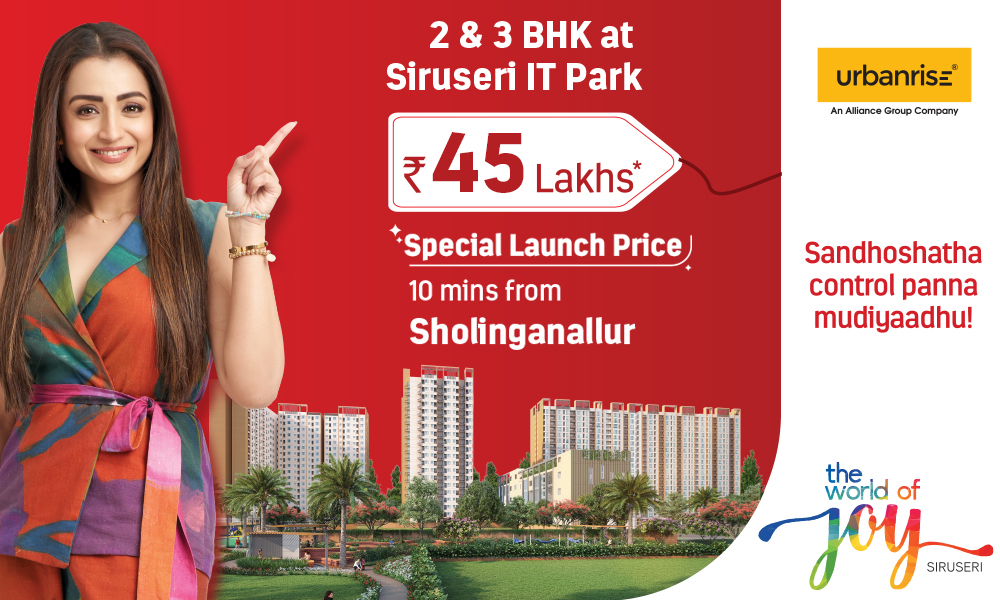 2 & 3 BHK at
Siruseri IT Park
₹ 45 Lakhs*
Special Launch Price
10 mins from
Sholinganallur
urbanrise®
An Alliance Group Company
Sandhoshatha
control panna
mudiyaadhu!
the
world of
joy
SIRUSERI